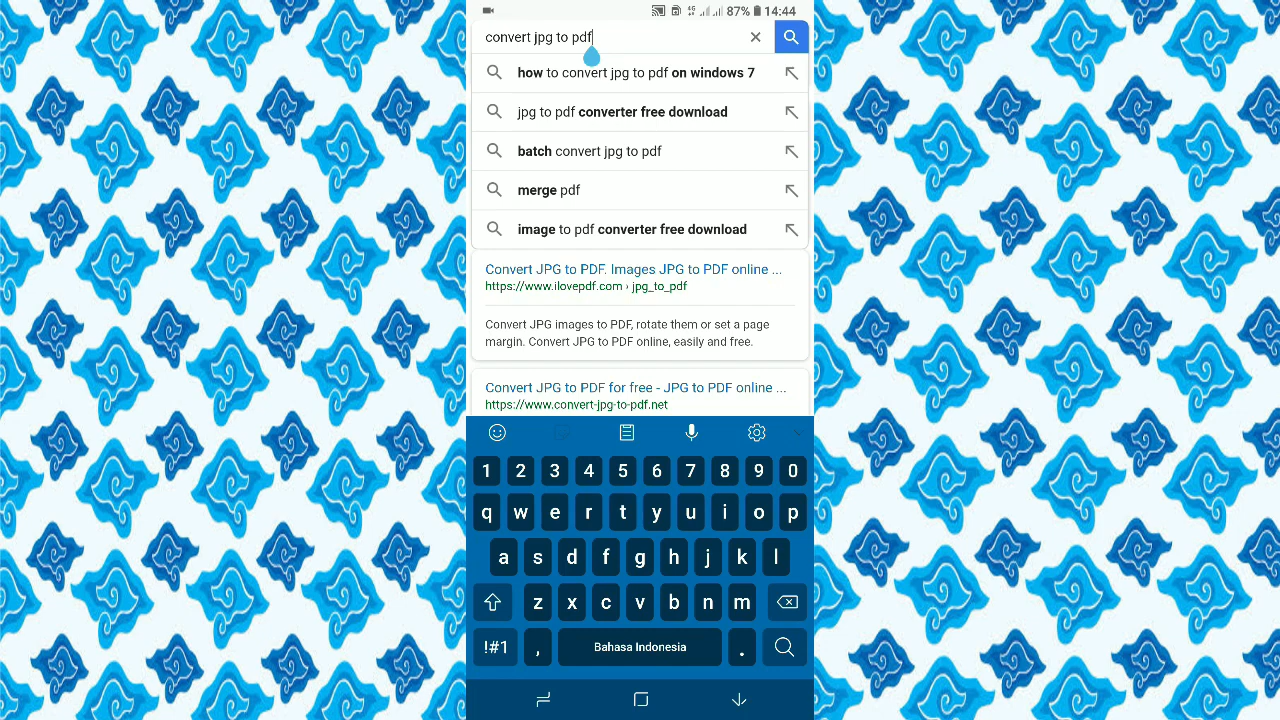 87% 14:44
convert jpg to pdf
how to convert jpg to pdf on windows 7
jpg to pdf converter free download
batch convert jpg to pdf
merge pdf
image to pdf converter free download
Convert JPG to PDF. Images JPG to PDF online ...
https://www.ilovepdf.com › jpg_to_pdf
Convert JPG images to PDF, rotate them or set a page
margin. Convert JPG to PDF online, easily and free.
Convert JPG to PDF for free - JPG to PDF online ...
https://www.convert-jpg-to-pdf.net
1 2 3 4 5 6 7 8 9 0
q w e r t y u i o p
a s d f g h j k l
z x c v b n m
!#1 , Bahasa Indonesia .